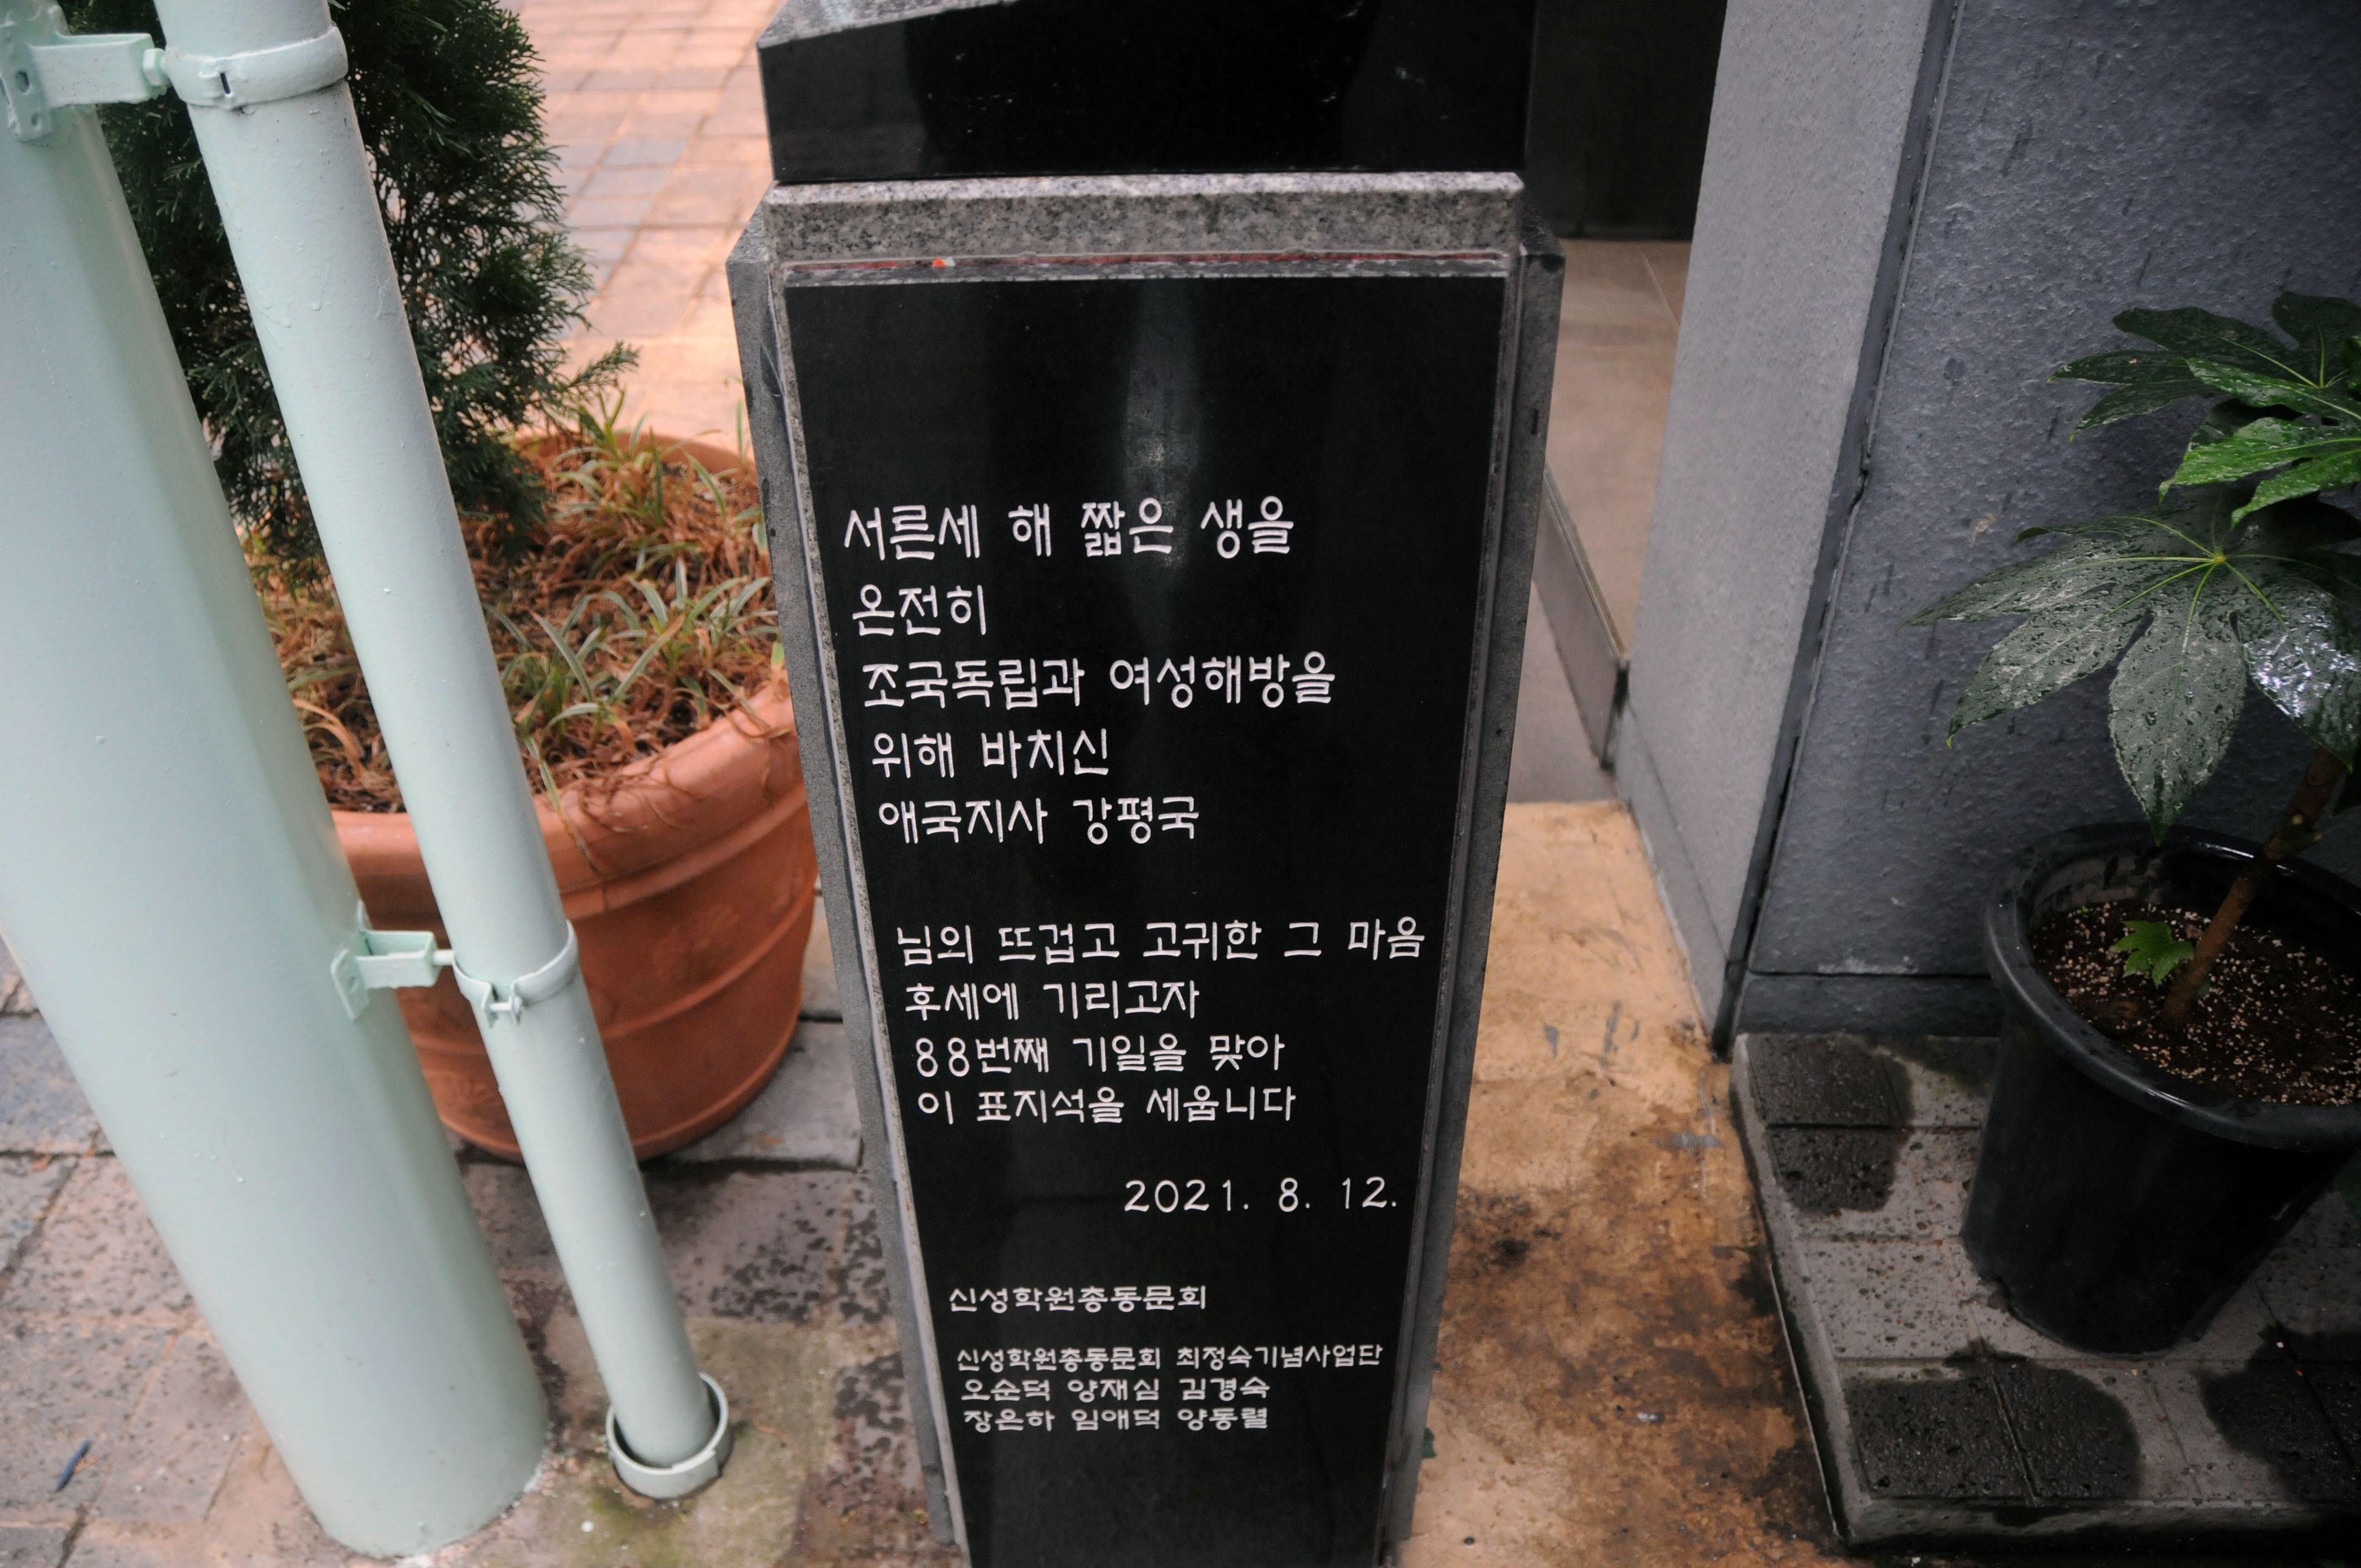 서른세 해 짧은 생을
온전히
조국독립과 여성해방을
위해 바치신
애국지사 강평국
님의 뜨겁고 고귀한 그 마음
후세에 기리고자
88번째 기일을 맞아
이 표지석을 세웁니다
2021. 8. 12.
신성학원총동문회
신성학원총동문회 최정숙기념사업단
오순덕 양재심 김경숙
장은하 임애덕 양동렬